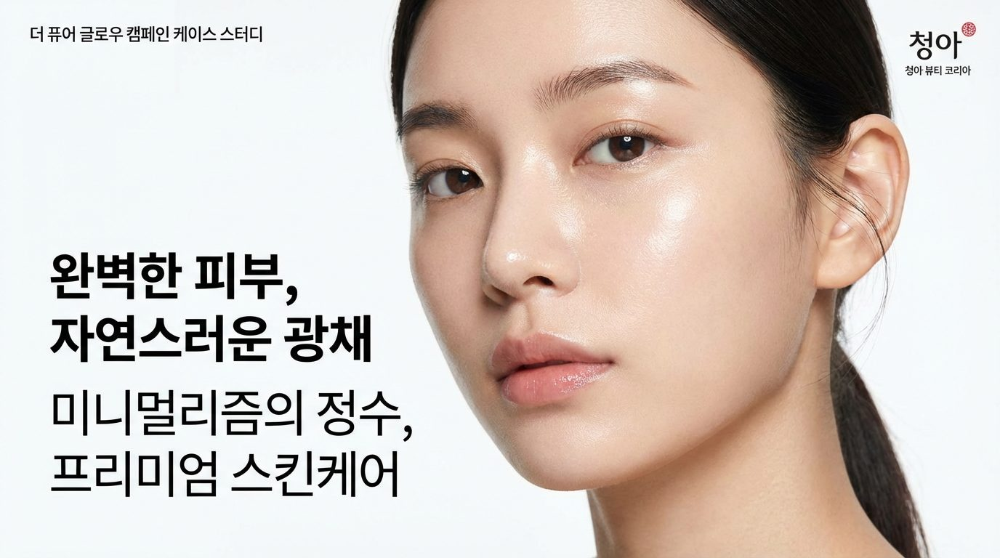 더 퓨어 글로우 캠페인 케이스 스터디
청아
청아 뷰티 코리아
완벽한 피부,
자연스러운 광채
미니멀리즘의 정수,
프리미엄 스킨케어